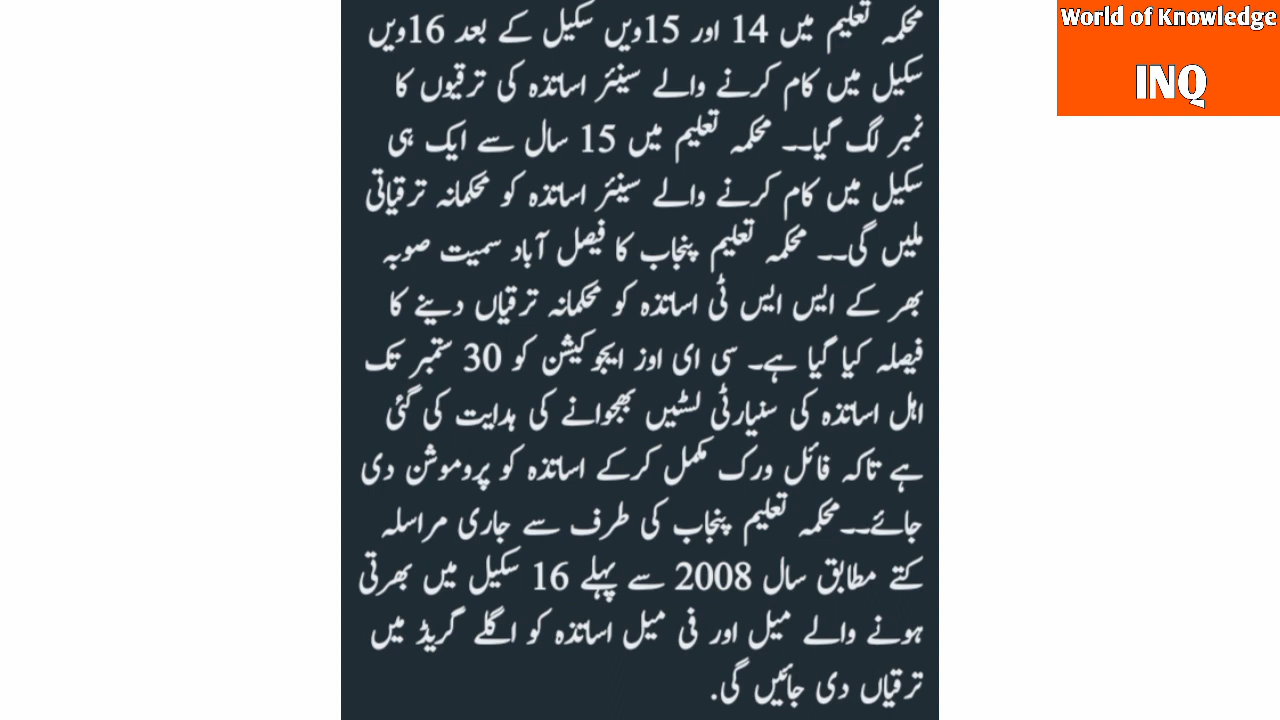 محکمہ تعلیم میں 14 اور 15ویں سکیل کے بعد 16ویں
سکیل میں کام کرنے والے سینئر اساتذہ کی ترقیوں کا
نمبر لگ گیا۔۔ محکمہ تعلیم میں 15 سال سے ایک ہی
سکیل میں کام کرنے والے سینئر اساتذہ کو محکمانہ ترقیاتی
ملیں گی۔۔ محکمہ تعلیم پنجاب کا فیصل آباد سمیت صوبہ
بھر کے ایس ایس ٹی اساتذہ کو محکمانہ ترقیاں دینے کا
فیصلہ کیا گیا ہے۔ سی ای اوز ایجوکیشن کو 30 ستمبر تک
اہل اساتذہ کی سنیارٹی لسٹیں بھجوانے کی ہدایت کی گئی
ہے تاکہ فائل ورک مکمل کرکے اساتذہ کو پروموشن دی
جائے۔۔محکمہ تعلیم پنجاب کی طرف سے جاری مراسلہ
کتے مطابق سال 2008 سے پہلے 16 سکیل میں بھرتی
ہونے والے میل اور فی میل اساتذہ کو اگلے گریڈ میں
ترقیاں دی جائیں گی.
World of Knowledge
INQ